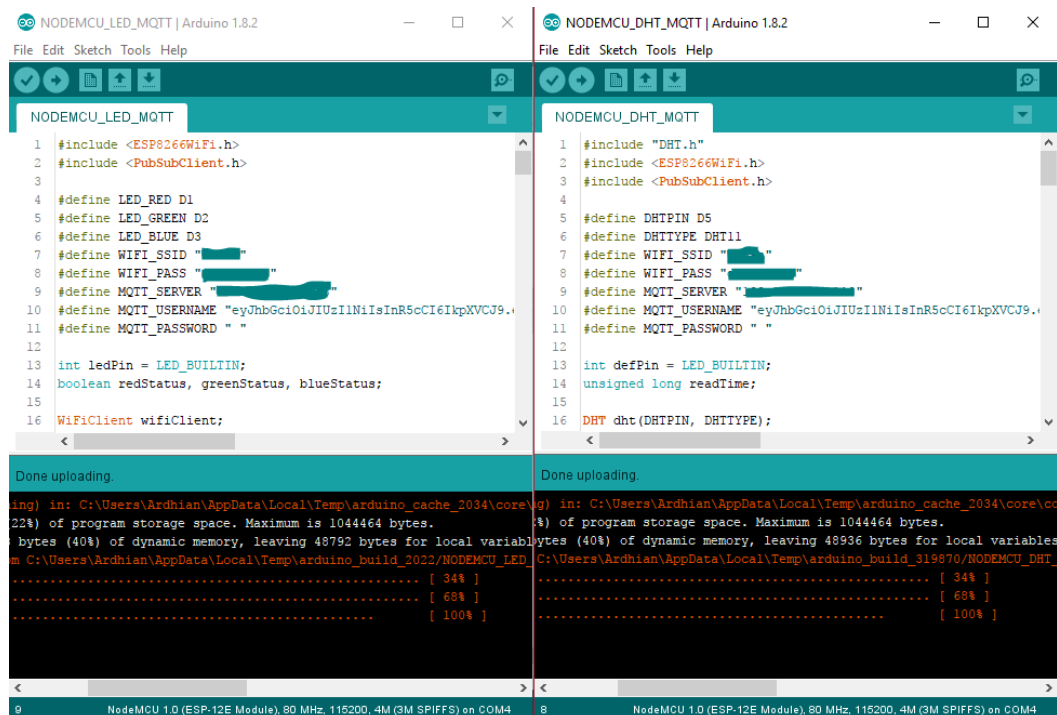 NODEMCU_LED_MQTT | Arduino 1.8.2
File Edit Sketch Tools Help
NODEMCU_LED_MQTT
1 #include <ESP8266WiFi.h>
2 #include <PubSubClient.h>
3
4 #define LED_RED D1
5 #define LED_GREEN D2
6 #define LED_BLUE D3
7 #define WIFI_SSID " "
8 #define WIFI_PASS " "
9 #define MQTT_SERVER " "
10 #define MQTT_USERNAME "eyJhbGciOiJIUzI1NiIsInR5cCI6IkpXVCJ9.
11 #define MQTT_PASSWORD " "
12
13 int ledPin = LED_BUILTIN;
14 boolean redStatus, greenStatus, blueStatus;
15
16 WiFiClient wifiClient;
Done uploading.
ing) in: C:\Users\Ardhian\AppData\Local\Temp\arduino_cache_2034\core\
(22%) of program storage space. Maximum is 1044464 bytes.
bytes (40%) of dynamic memory, leaving 48792 bytes for local variabl
om C:\Users\Ardhian\AppData\Local\Temp\arduino_build_2022/NODEMCU_LED_
................................................... [ 34% ]
................................................... [ 68% ]
............................................. [ 100% ]
9 NodeMCU 1.0 (ESP-12E Module), 80 MHz, 115200, 4M (3M SPIFFS) on COM4
NODEMCU_DHT_MQTT | Arduino 1.8.2
File Edit Sketch Tools Help
NODEMCU_DHT_MQTT
1 #include "DHT.h"
2 #include <ESP8266WiFi.h>
3 #include <PubSubClient.h>
4
5 #define DHTPIN D5
6 #define DHTTYPE DHT11
7 #define WIFI_SSID " "
8 #define WIFI_PASS " "
9 #define MQTT_SERVER " "
10 #define MQTT_USERNAME "eyJhbGciOiJIUzI1NiIsInR5cCI6IkpXVCJ9.
11 #define MQTT_PASSWORD " "
12
13 int defPin = LED_BUILTIN;
14 unsigned long readTime;
15
16 DHT dht(DHTPIN, DHTTYPE);
Done uploading.
g) in: C:\Users\Ardhian\AppData\Local\Temp\arduino_cache_2034\core\co
%) of program storage space. Maximum is 1044464 bytes.
ytes (40%) of dynamic memory, leaving 48936 bytes for local variables
C:\Users\Ardhian\AppData\Local\Temp\arduino_build_319870/NODEMCU_DHT_
................................................... [ 34% ]
................................................... [ 68% ]
............................................. [ 100% ]
8 NodeMCU 1.0 (ESP-12E Module), 80 MHz, 115200, 4M (3M SPIFFS) on COM4